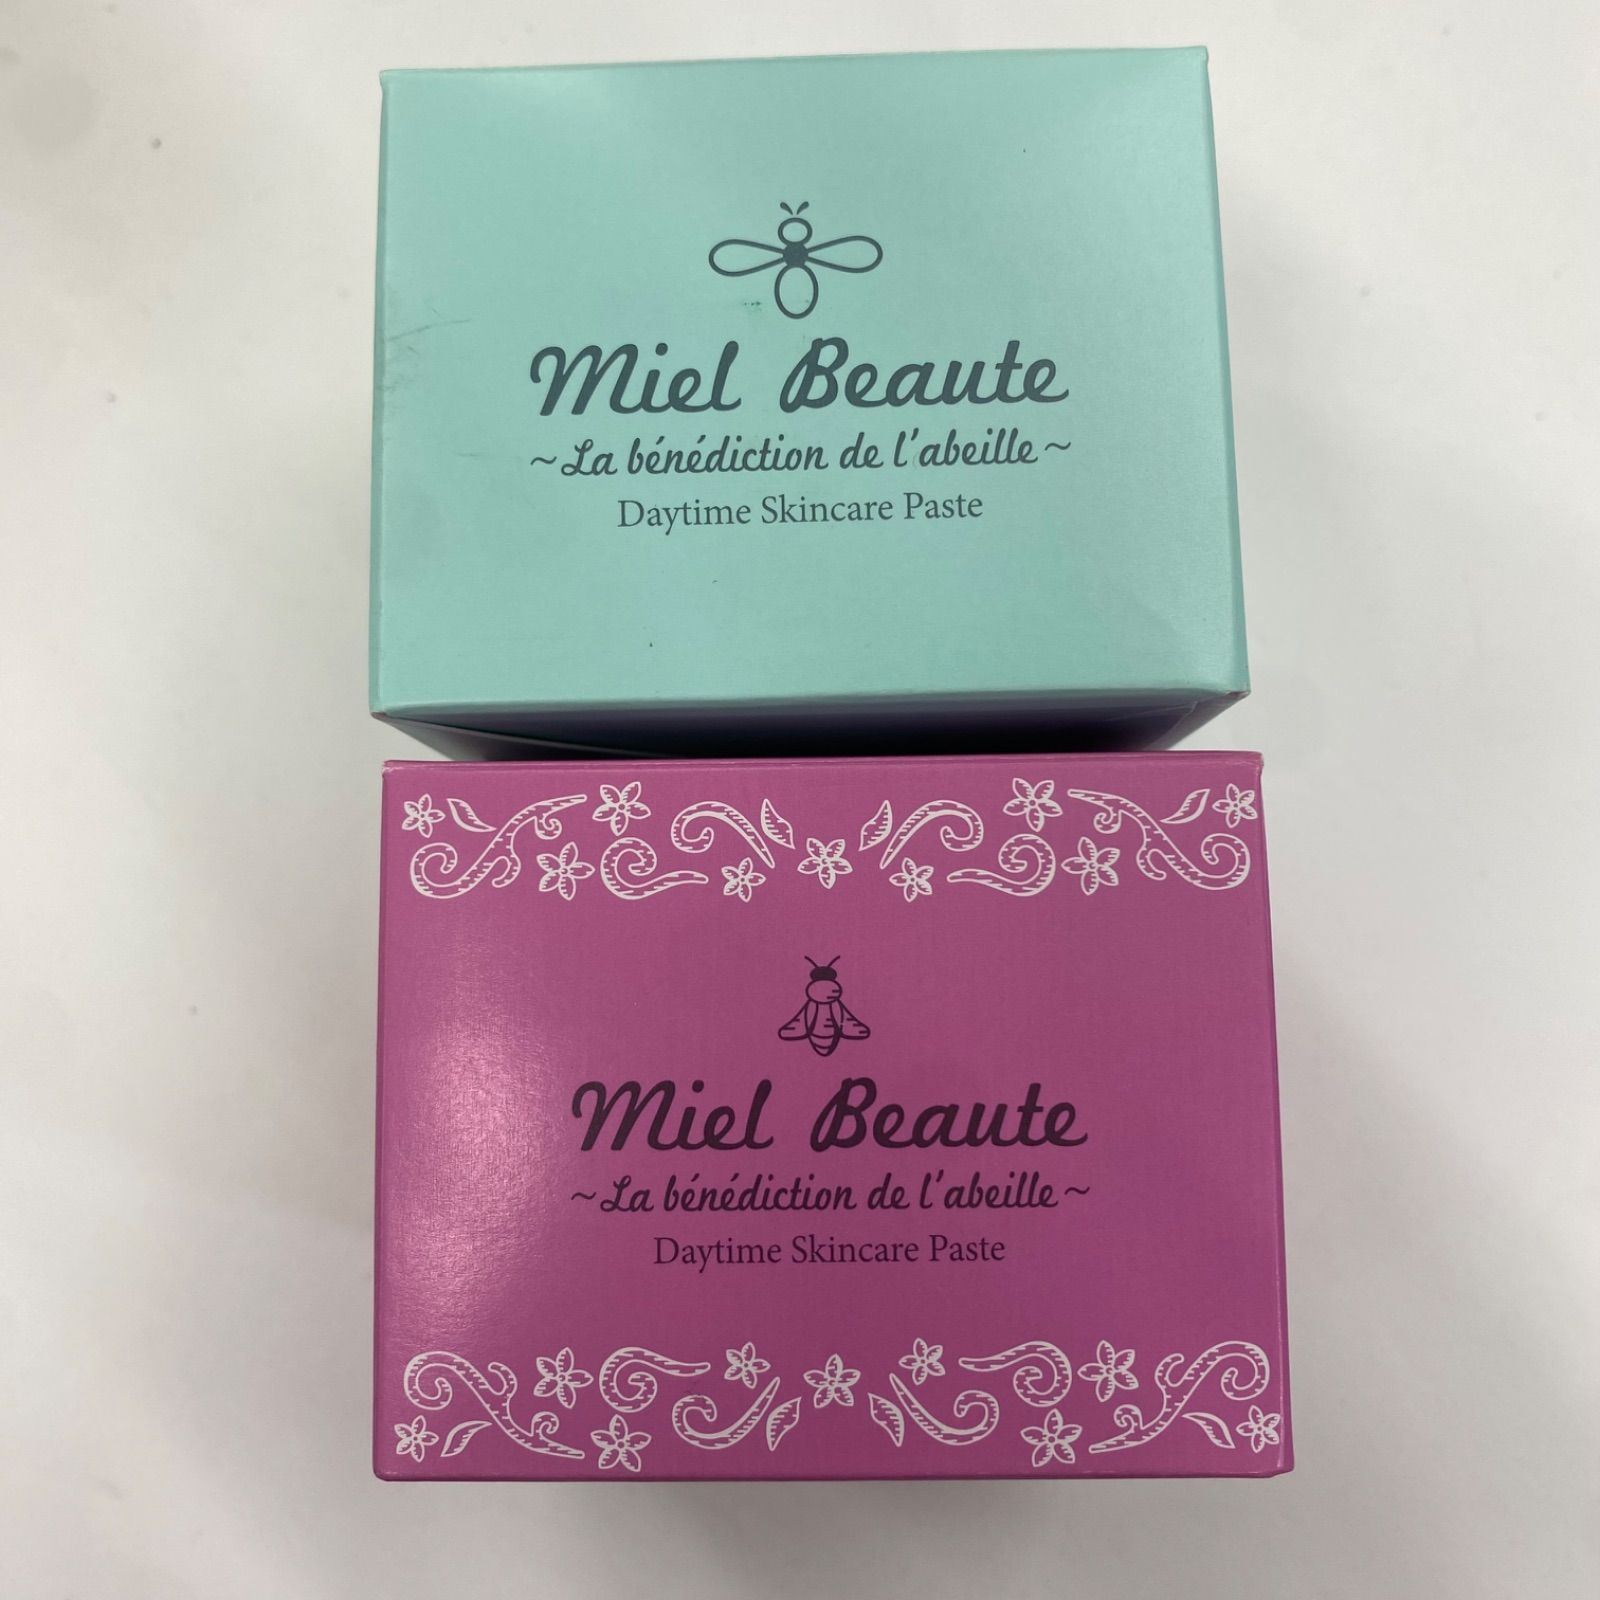 Miel Beaute
~La bénédiction de l'abeille~
Daytime Skincare Paste
Miel Beaute
~La bénédiction de l'abeille~
Daytime Skincare Paste